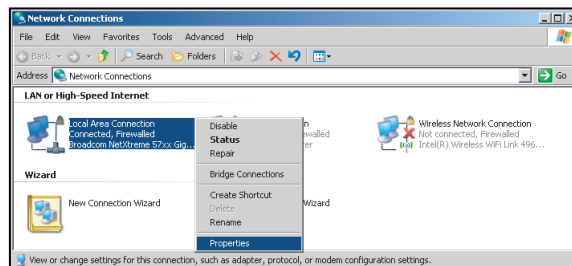 Network Connections
File Edit View Favorites Tools Advanced Help
Back Search Folders
Address Network Connections Go
LAN or High-Speed Internet
Local Area Connection
Connected, Firewalled
Broadcom NetXtreme 57xx Gig...
Disable
Status
Repair
Bridge Connections
Create Shortcut
Delete
Rename
Properties
Wireless Network Connection
Not connected, Firewalled
Intel(R) Wireless WiFi Link 496...
Wizard
New Connection Wizard
Wizard
View or change settings for this connection, such as adapter, protocol, or modem configuration settings.